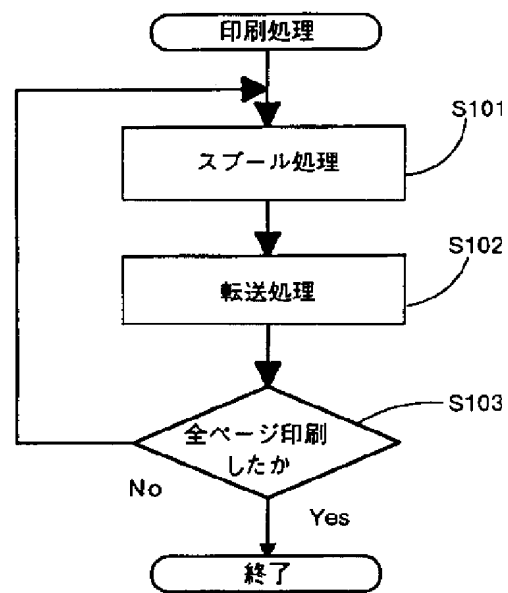 印刷処理
S101
スプール処理
S102
転送処理
S103
全ページ印刷
したか
No
Yes
終了